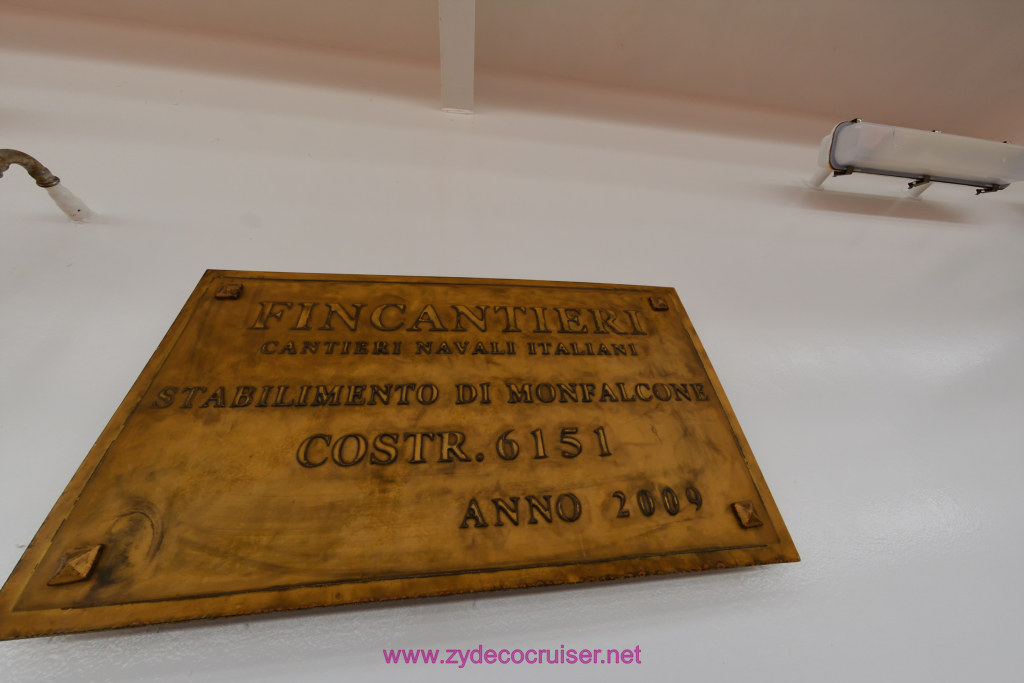 FINCANTIERI
CANTIERI NAVALI ITALIANI
STABILIMENTO DI MONFALCONE
COSTR. 6151
ANNO 2009
www.zydecocruiser.net